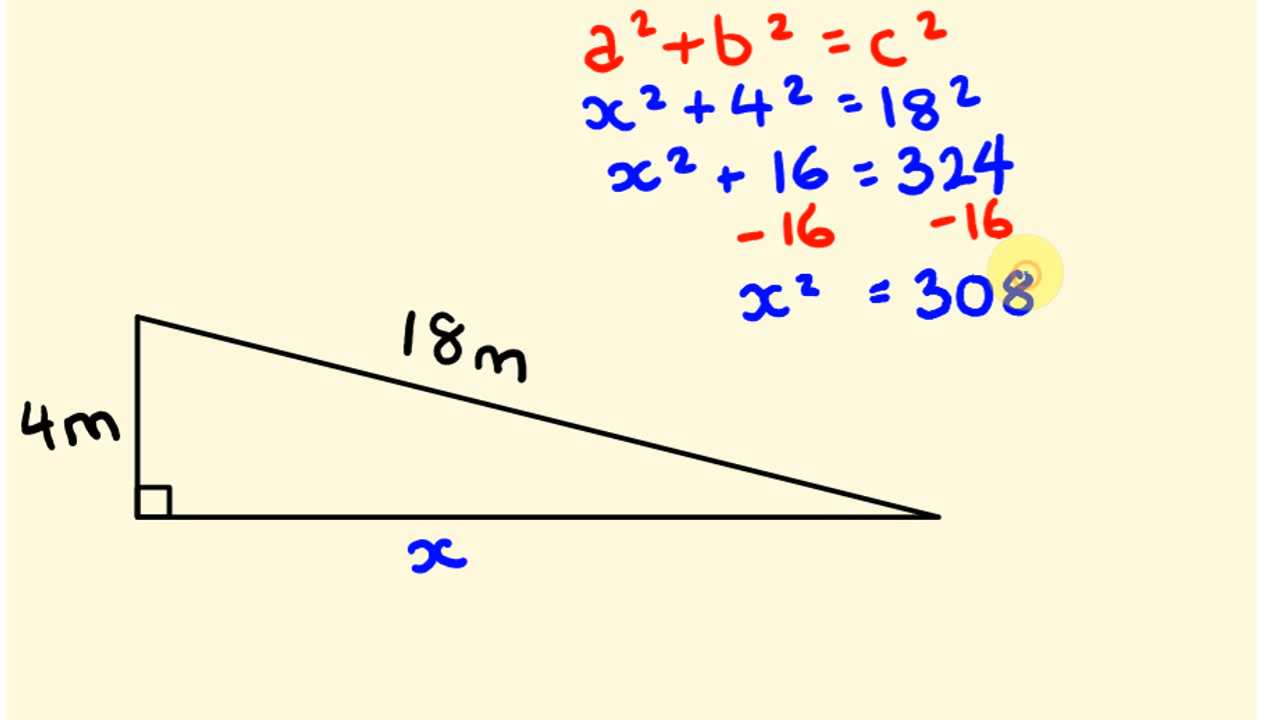 a² + b² = c²
x² + 4² = 18²
x² + 16 = 324
-16 -16
x² = 308
18m
4m
x